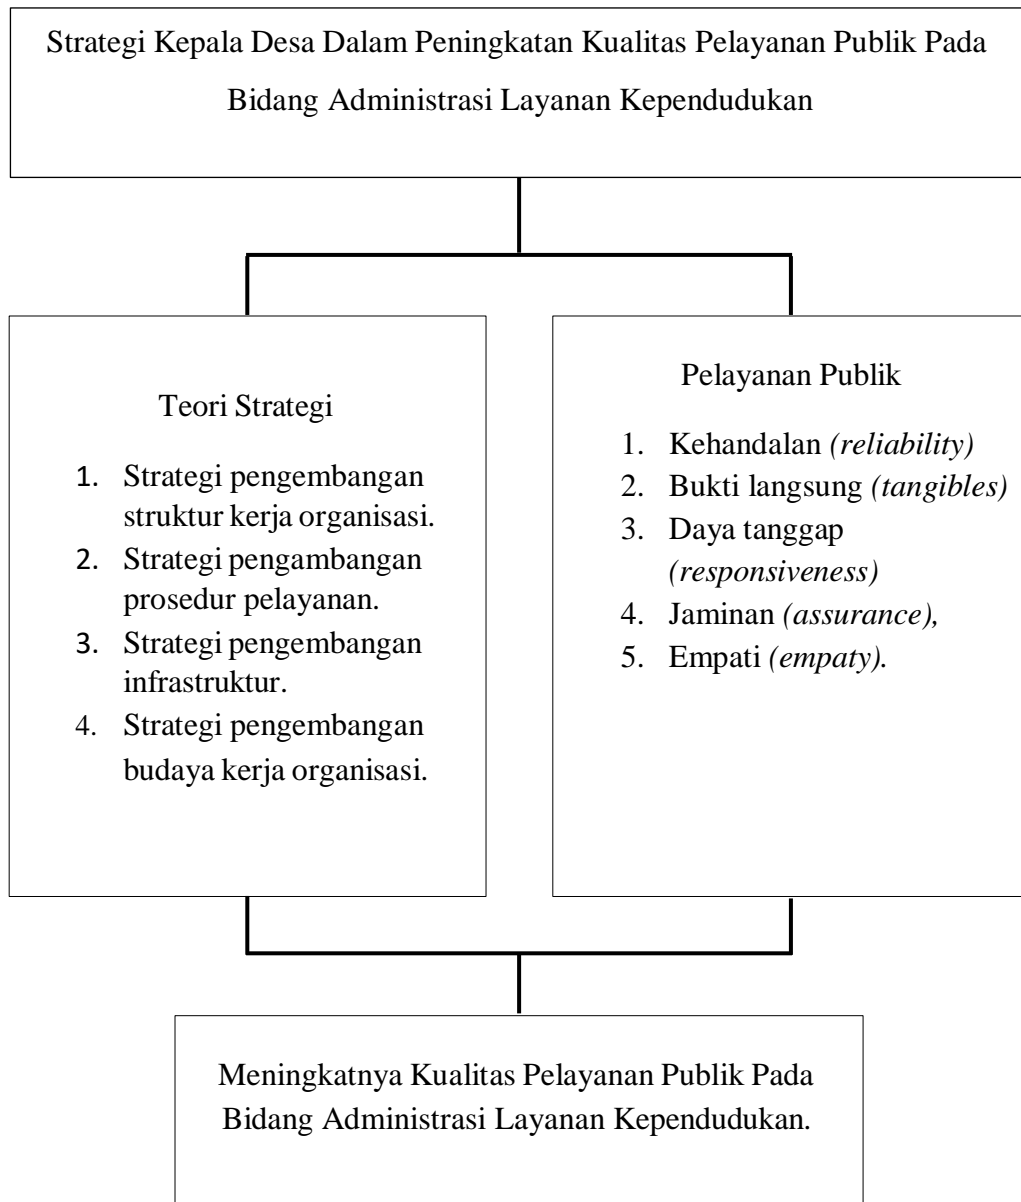 Strategi Kepala Desa Dalam Peningkatan Kualitas Pelayanan Publik Pada
Bidang Administrasi Layanan Kependudukan
Teori Strategi
1. Strategi pengembangan
struktur kerja organisasi.
2. Strategi pengambangan
prosedur pelayanan.
3. Strategi pengembangan
infrastruktur.
4. Strategi pengembangan
budaya kerja organisasi.
Pelayanan Publik
1. Kehandalan (reliability)
2. Bukti langsung (tangibles)
3. Daya tanggap
(responsiveness)
4. Jaminan (assurance),
5. Empati (empaty).
Meningkatnya Kualitas Pelayanan Publik Pada
Bidang Administrasi Layanan Kependudukan.